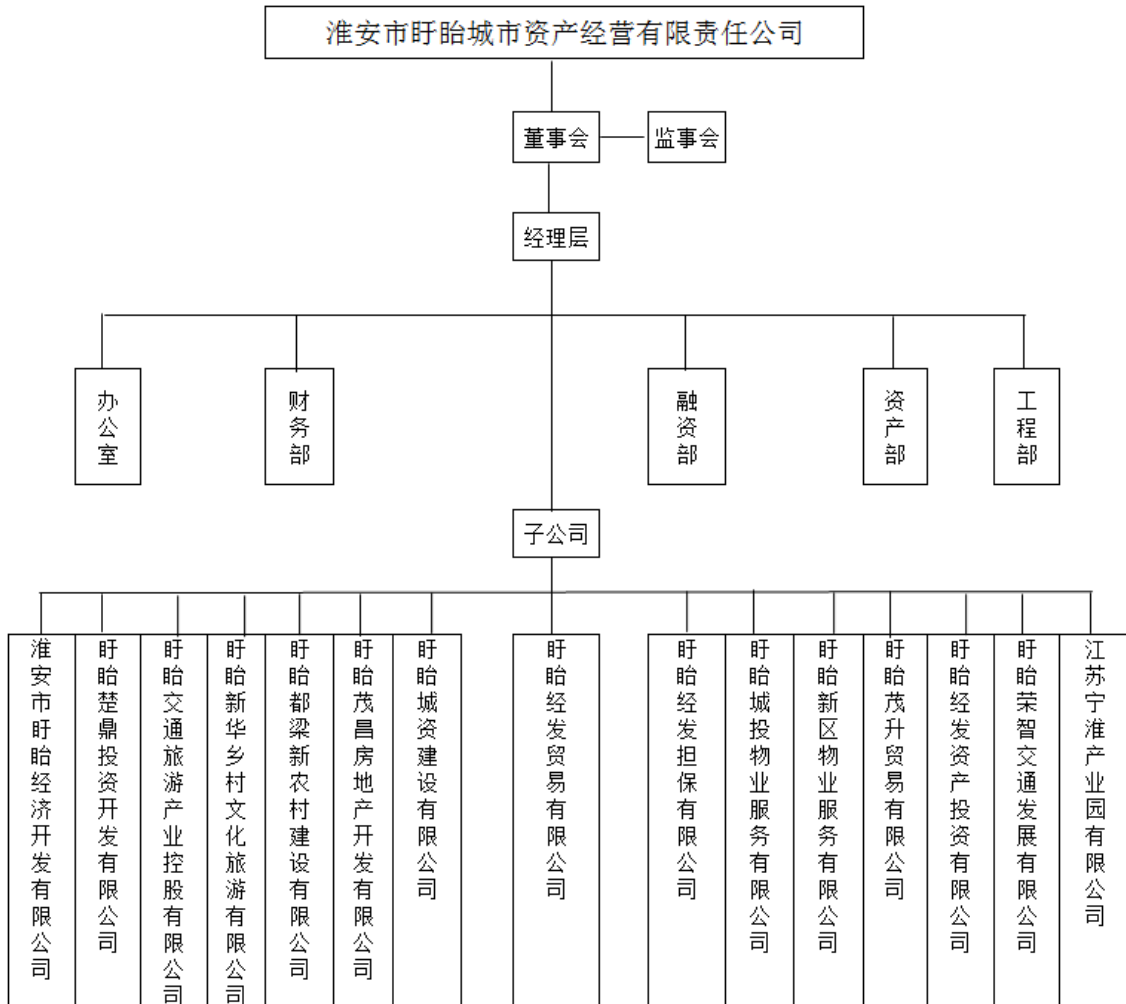 淮安市盱眙城市资产经营有限责任公司
董事会
监事会
经理层
办公室
财务部
融资部
资产部
工程部
子公司
淮安市盱眙经济开发有限公司
盱眙楚鼎投资开发有限公司
盱眙交通旅游产业控股有限公司
盱眙新华乡村文化旅游有限公司
盱眙都梁新农村建设有限公司
盱眙茂昌房地产开发有限公司
盱眙城资建设有限公司
盱眙经发贸易有限公司
盱眙经发担保有限公司
盱眙城投物业服务有限公司
盱眙新区物业服务有限公司
盱眙茂升贸易有限公司
盱眙经发资产投资有限公司
盱眙荣智交通发展有限公司
江苏宁淮产业园有限公司